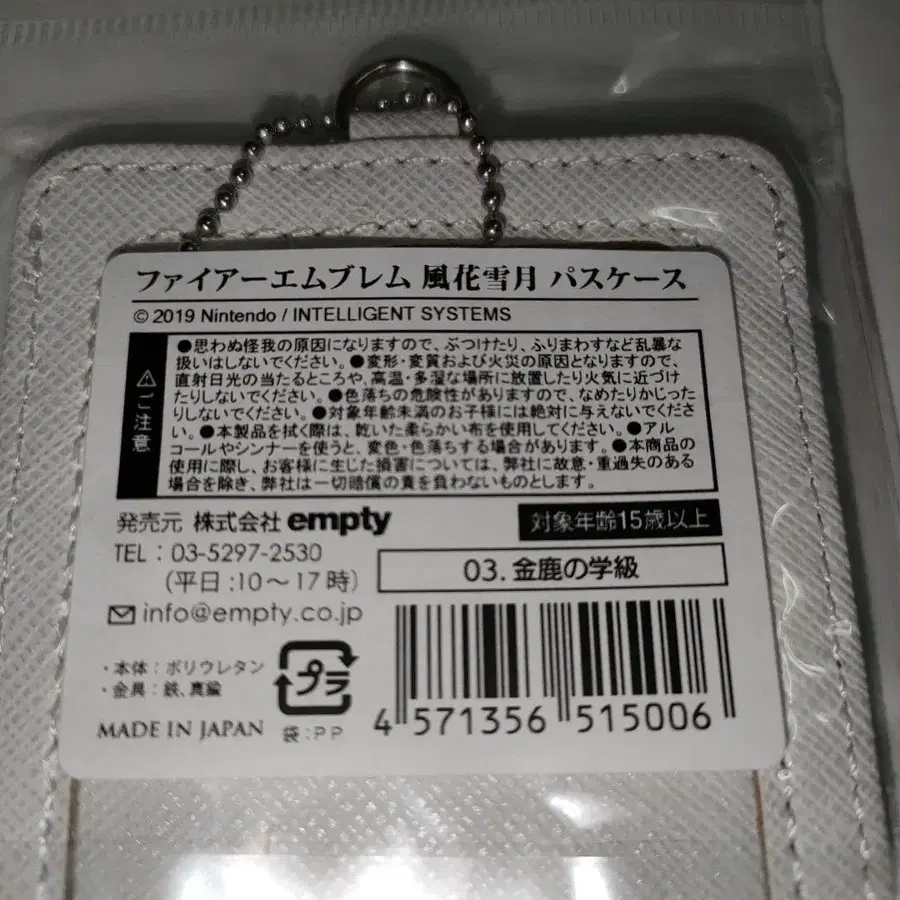 ファイアーエムブレム 風花雪月 パスケース
© 2019 Nintendo / INTELLIGENT SYSTEMS
⚠ご注意
●思わぬ怪我の原因になりますので、ぶつけたり、ふりまわすなど乱暴な
扱いはしないでください。●変形・変質および火災の原因となりますので、
直射日光の当たるところや、高温・多湿な場所に放置したり火気に近づけ
たりしないでください。●色落ちの危険性がありますので、なめたりかじった
りしないでください。●対象年齢未満のお子様には絶対に与えないでくださ
い。●本製品を拭く際は、乾いた柔らかい布を使用してください。●アル
コールやシンナーを使うと、変色・色落ちする場合があります。●本商品の
使用に際し、お客様に生じた損害については、弊社に故意・重過失のある
場合を除き、弊社は一切賠償の責を負わないものとします。
発売元 株式会社 empty
対象年齢15歳以上
TEL：03-5297-2530
(平日:10～17時)
03. 金鹿の学級
info@empty.co.jp
・本体：ポリウレタン
・金具：鉄、真鍮
プラ
MADE IN JAPAN
袋:PP
4 571356 515006